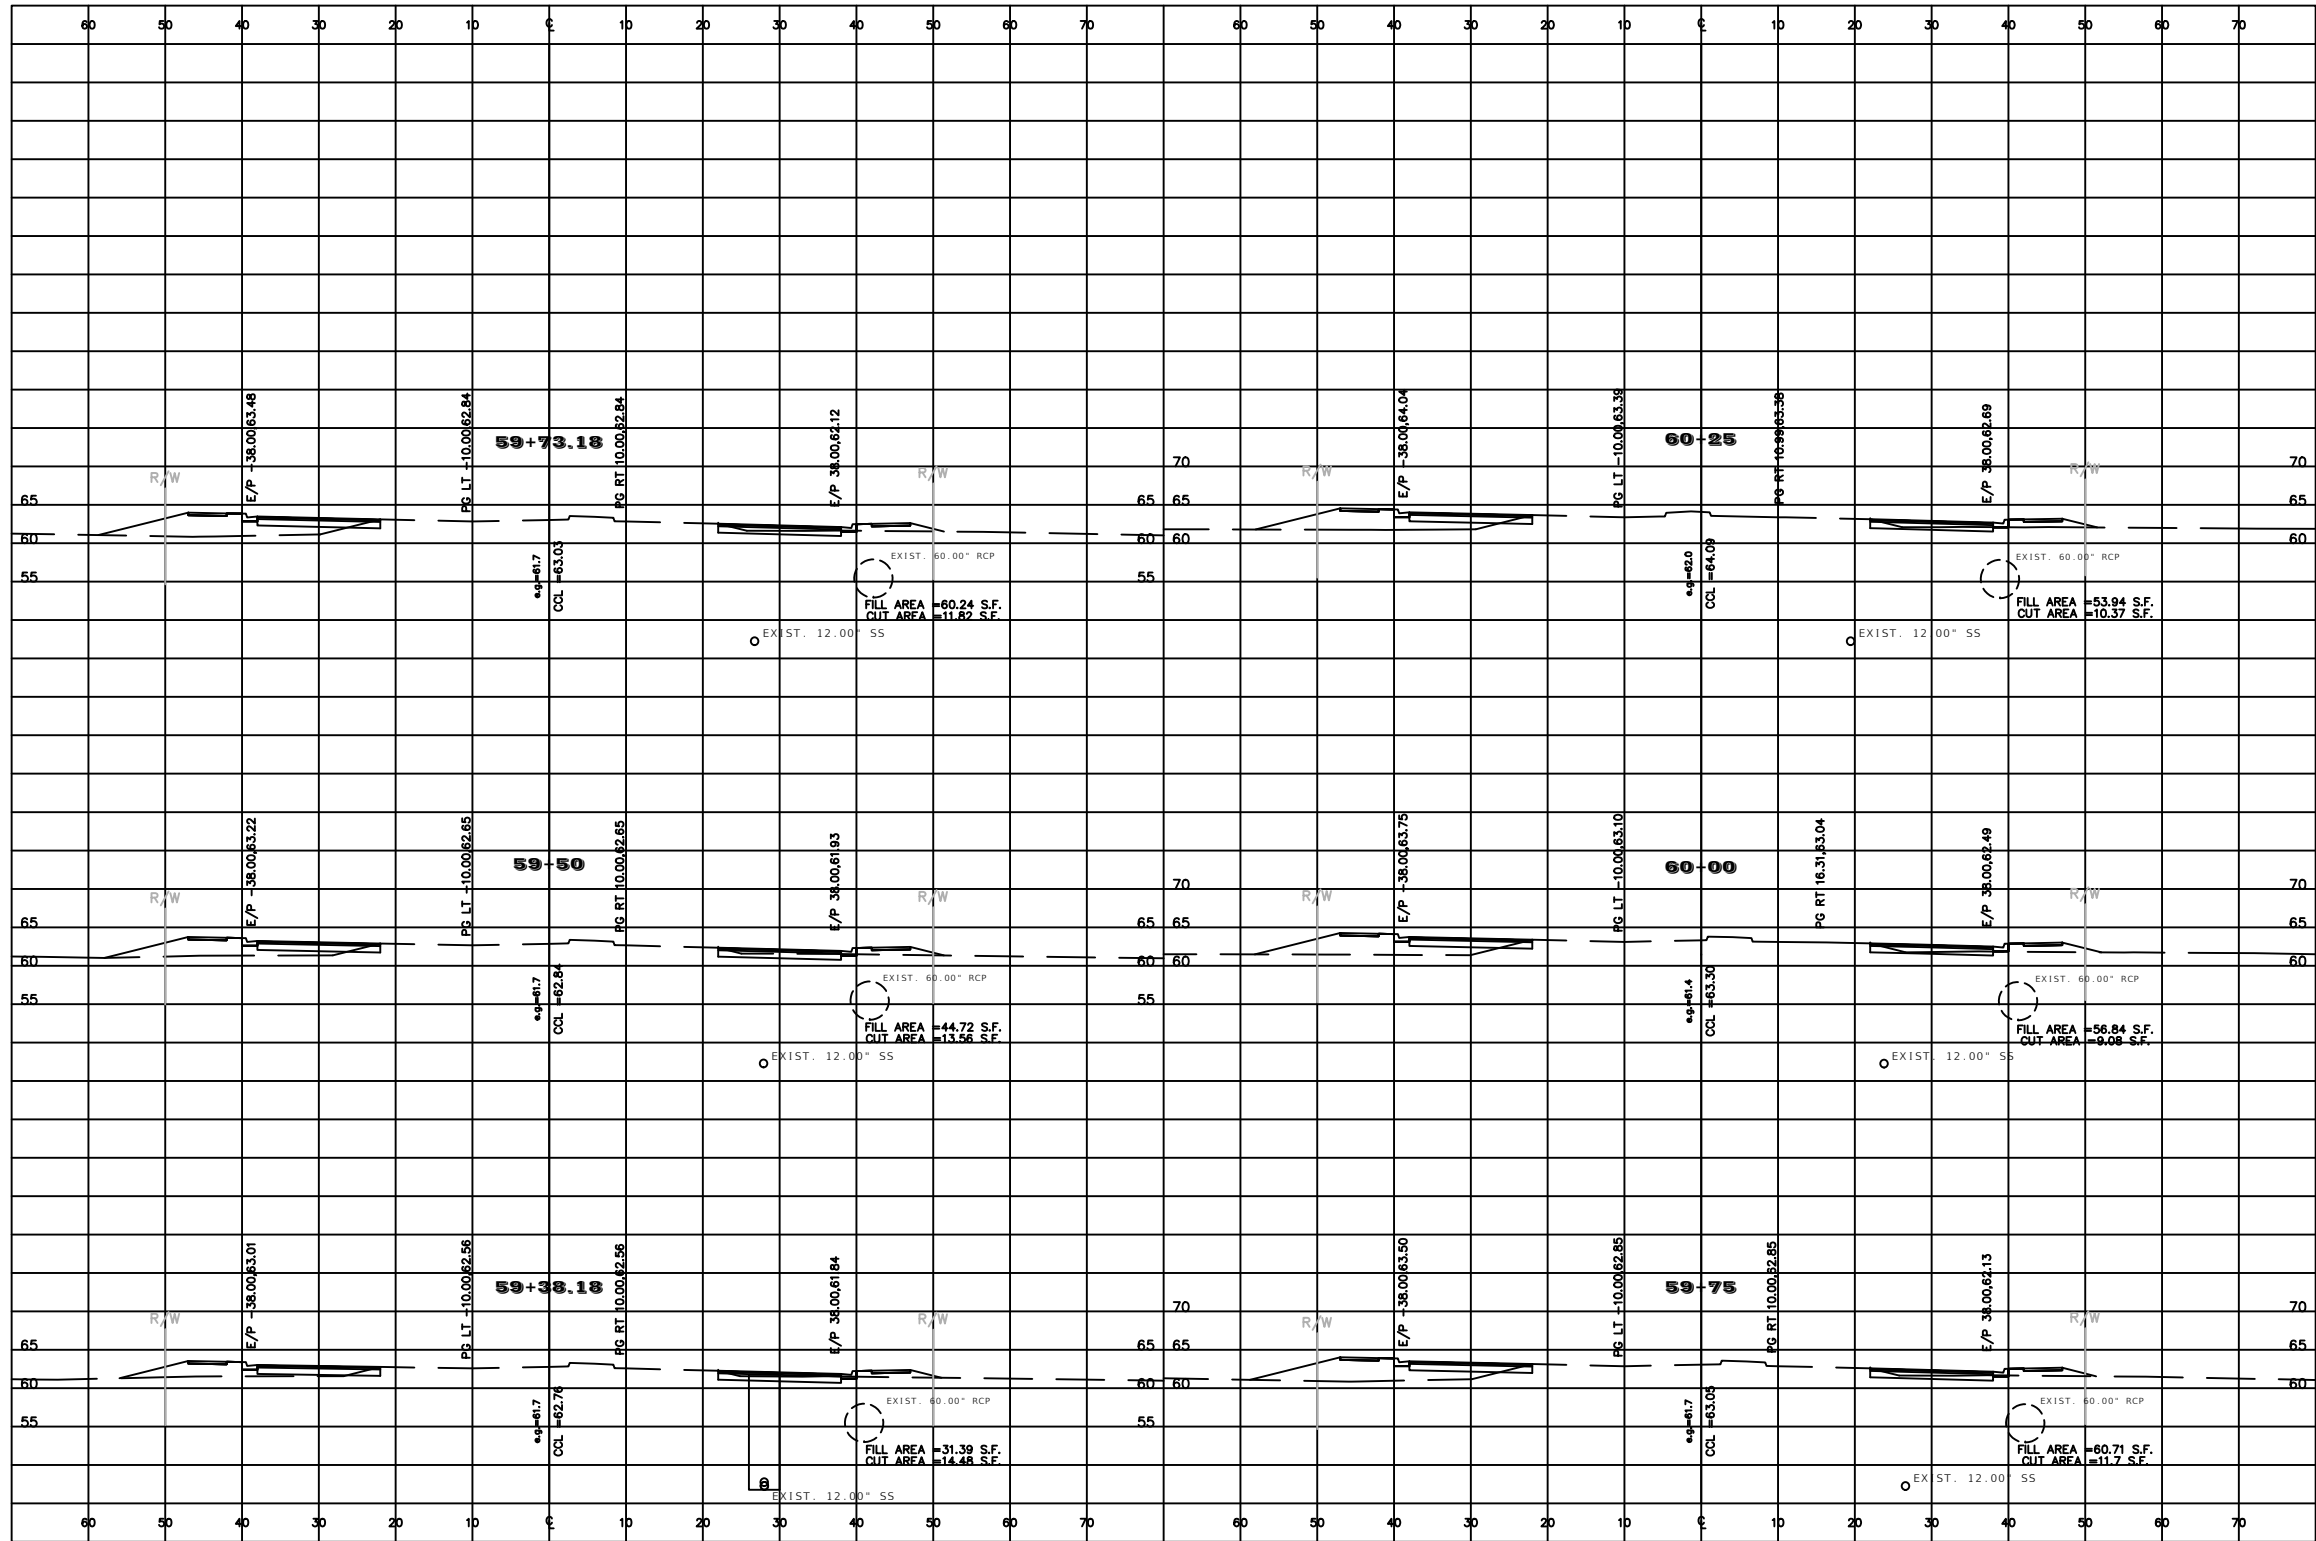 60 50 40 30 20 10 ℄ 10 20 30 40 50 60 70 60 50 40 30 20 10 ℄ 10 20 30 40 50 60 70
E/P -38.00,63.48
PG LT -10.00,62.84
59+73.18
PG RT 10.00,62.84
E/P 38.00,62.12
R/W
R/W
65
60
65
60
55
55
e.g.=61.7
CCL =63.03
EXIST. 60.00" RCP
FILL AREA =60.24 S.F.
CUT AREA =11.82 S.F.
EXIST. 12.00" SS
E/P -38.00,64.04
PG LT -10.00,63.39
60+25
PG RT 10.99,63.38
E/P 38.00,62.69
R/W
R/W
70
65
60
70
65
60
e.g.=62.0
CCL =64.09
EXIST. 60.00" RCP
FILL AREA =53.94 S.F.
CUT AREA =10.37 S.F.
EXIST. 12.00" SS
E/P -38.00,63.22
PG LT -10.00,62.65
59+50
PG RT 10.00,62.65
E/P 38.00,61.93
R/W
R/W
65
60
65
60
55
55
e.g.=61.7
CCL =62.84
EXIST. 60.00" RCP
FILL AREA =44.72 S.F.
CUT AREA =13.56 S.F.
EXIST. 12.00" SS
E/P -38.00,63.75
PG LT -10.00,63.10
60+00
PG RT 16.31,63.04
E/P 38.00,62.49
R/W
R/W
70
65
60
70
65
60
e.g.=61.4
CCL =63.30
EXIST. 60.00" RCP
FILL AREA =56.84 S.F.
CUT AREA =9.08 S.F.
EXIST. 12.00" SS
E/P -38.00,63.01
PG LT -10.00,62.56
59+38.18
PG RT 10.00,62.56
E/P 38.00,61.84
R/W
R/W
65
60
65
60
55
55
e.g.=61.7
CCL =62.76
EXIST. 60.00" RCP
FILL AREA =31.39 S.F.
CUT AREA =14.48 S.F.
EXIST. 12.00" SS
E/P -38.00,63.50
PG LT -10.00,62.85
59+75
PG RT 10.00,62.85
E/P 38.00,62.13
R/W
R/W
70
65
60
70
65
60
e.g.=61.7
CCL =63.05
EXIST. 60.00" RCP
FILL AREA =60.71 S.F.
CUT AREA =11.7 S.F.
EXIST. 12.00" SS
60 50 40 30 20 10 ℄ 10 20 30 40 50 60 70 60 50 40 30 20 10 ℄ 10 20 30 40 50 60 70